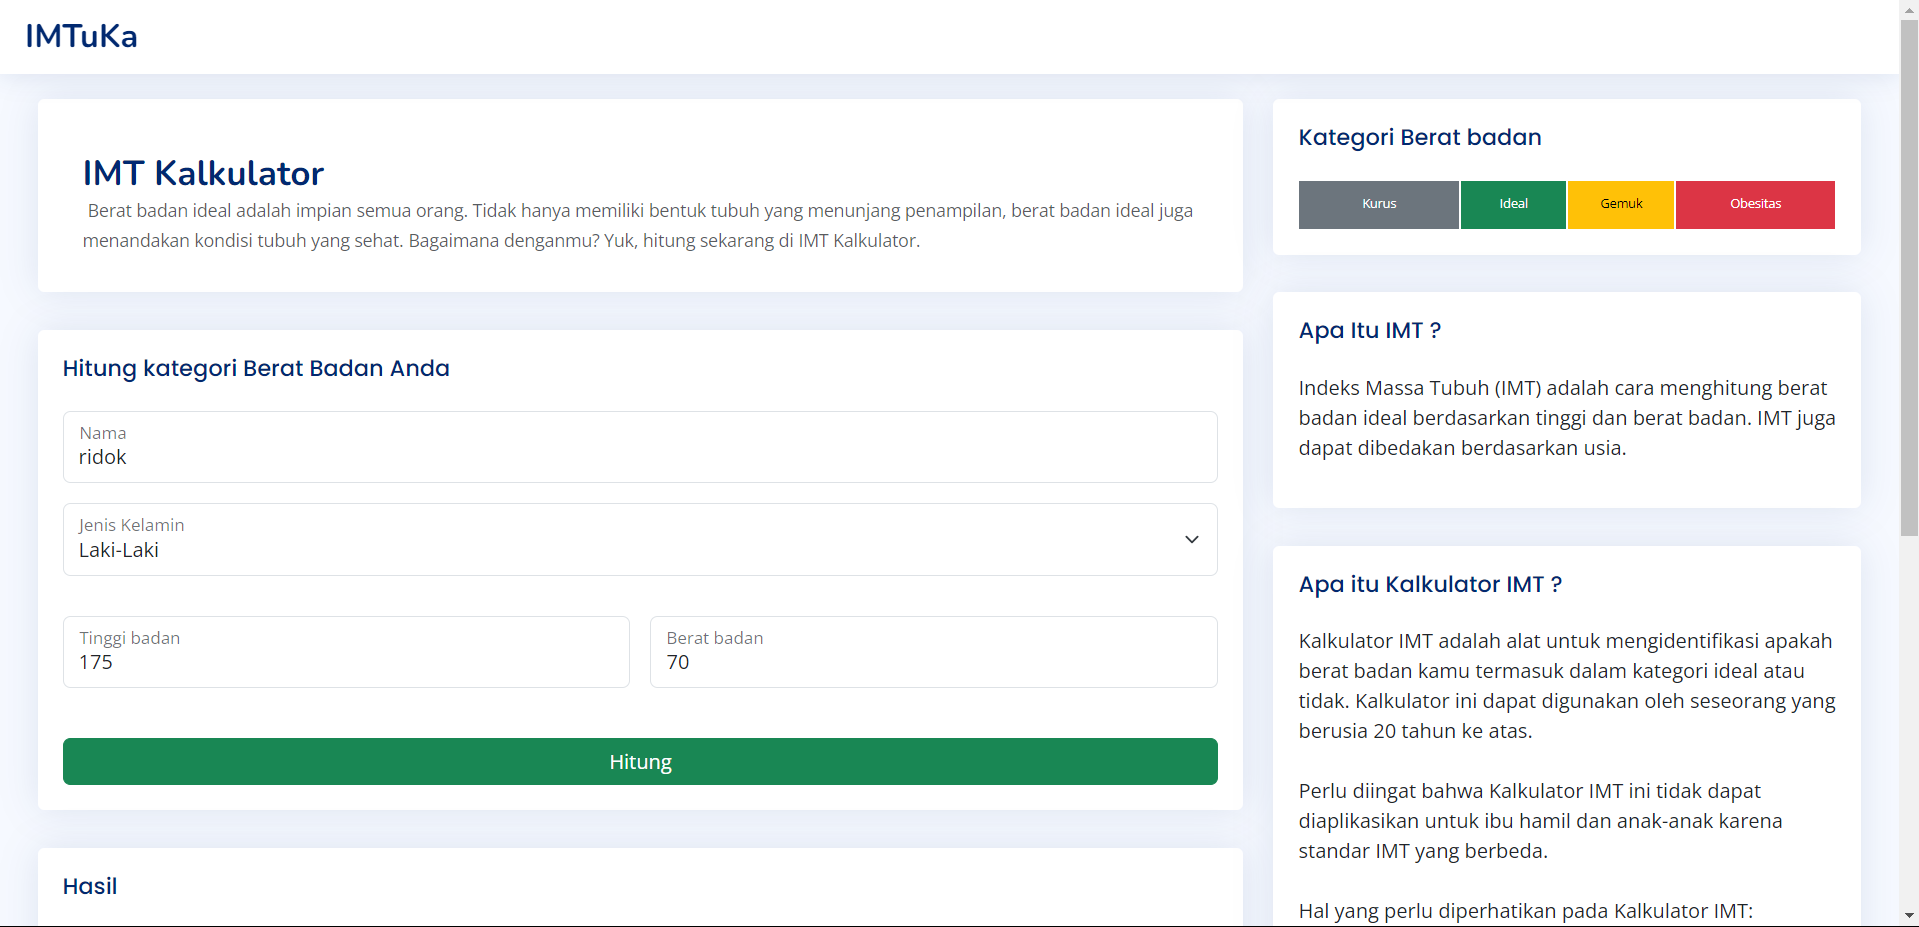 IMTuKa
IMT Kalkulator
Berat badan ideal adalah impian semua orang. Tidak hanya memiliki bentuk tubuh yang menunjang penampilan, berat badan ideal juga
menandakan kondisi tubuh yang sehat. Bagaimana denganmu? Yuk, hitung sekarang di IMT Kalkulator.
Hitung kategori Berat Badan Anda
Nama
ridok
Jenis Kelamin
Laki-Laki
Tinggi badan
175
Berat badan
70
Hitung
Hasil
Kategori Berat badan
Kurus
Ideal
Gemuk
Obesitas
Apa Itu IMT ?
Indeks Massa Tubuh (IMT) adalah cara menghitung berat
badan ideal berdasarkan tinggi dan berat badan. IMT juga
dapat dibedakan berdasarkan usia.
Apa itu Kalkulator IMT ?
Kalkulator IMT adalah alat untuk mengidentifikasi apakah
berat badan kamu termasuk dalam kategori ideal atau
tidak. Kalkulator ini dapat digunakan oleh seseorang yang
berusia 20 tahun ke atas.
Perlu diingat bahwa Kalkulator IMT ini tidak dapat
diaplikasikan untuk ibu hamil dan anak-anak karena
standar IMT yang berbeda.
Hal yang perlu diperhatikan pada Kalkulator IMT: